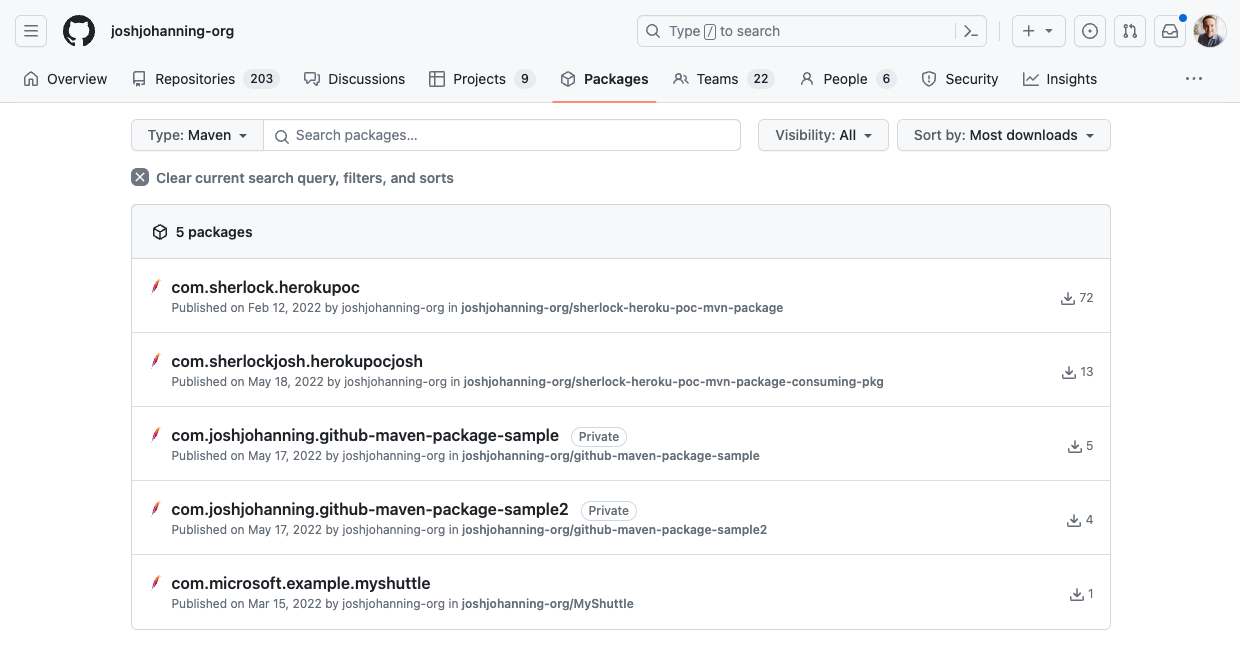 joshjohanning-org
Type / to search
Overview
Repositories 203
Discussions
Projects 9
Packages
Teams 22
People 6
Security
Insights
Type: Maven
Search packages...
Visibility: All
Sort by: Most downloads
Clear current search query, filters, and sorts
5 packages
com.sherlock.herokupoc
Published on Feb 12, 2022 by joshjohanning-org in joshjohanning-org/sherlock-heroku-poc-mvn-package
72
com.sherlockjosh.herokupocjosh
Published on May 18, 2022 by joshjohanning-org in joshjohanning-org/sherlock-heroku-poc-mvn-package-consuming-pkg
13
com.joshjohanning.github-maven-package-sample Private
Published on May 17, 2022 by joshjohanning-org in joshjohanning-org/github-maven-package-sample
5
com.joshjohanning.github-maven-package-sample2 Private
Published on May 17, 2022 by joshjohanning-org in joshjohanning-org/github-maven-package-sample2
4
com.microsoft.example.myshuttle
Published on Mar 15, 2022 by joshjohanning-org in joshjohanning-org/MyShuttle
1